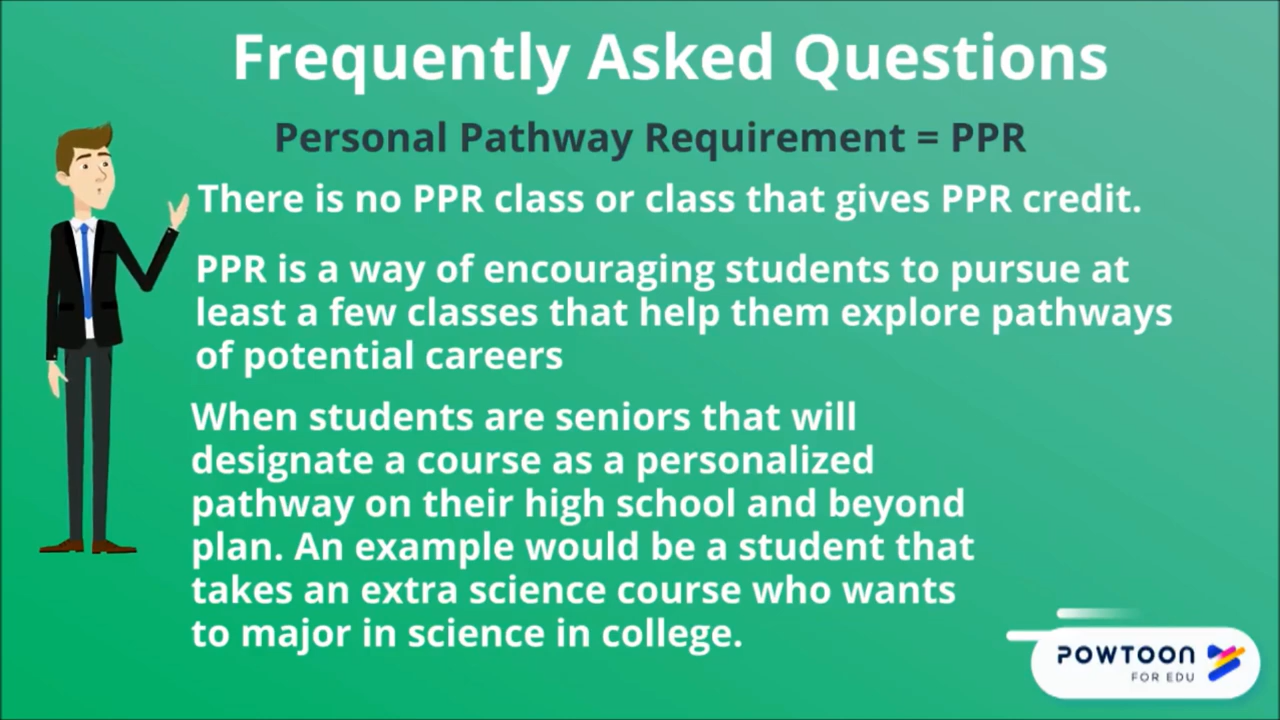 Frequently Asked Questions
Personal Pathway Requirement = PPR
There is no PPR class or class that gives PPR credit.
PPR is a way of encouraging students to pursue at
least a few classes that help them explore pathways
of potential careers
When students are seniors that will
designate a course as a personalized
pathway on their high school and beyond
plan. An example would be a student that
takes an extra science course who wants
to major in science in college.
POWTOON
FOR EDU